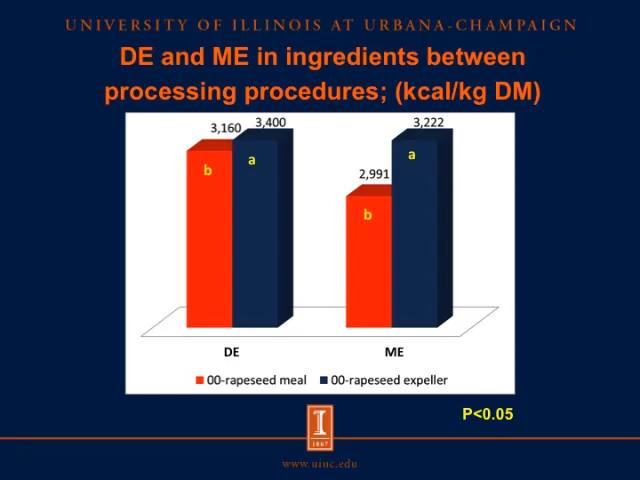 UNIVERSITY OF ILLINOIS AT URBANA-CHAMPAIGN
DE and ME in ingredients between
processing procedures; (kcal/kg DM)
3,160 3,400 3,222
b a a
2,991
b
DE ME
00-rapeseed meal 00-rapeseed expeller
P<0.05
I
1867
www.uiuc.edu